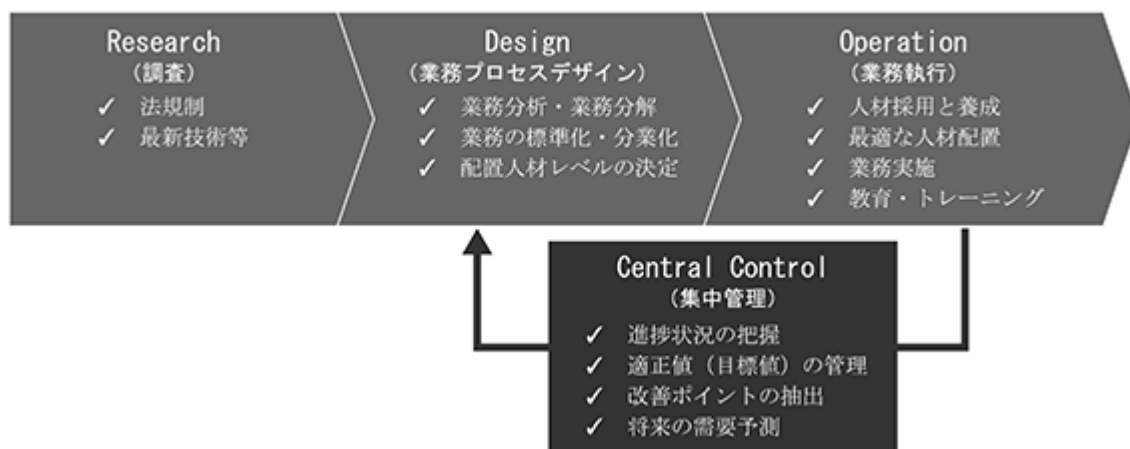 Research
（調査）
✓ 法規制
✓ 最新技術等
Design
（業務プロセスデザイン）
✓ 業務分析・業務分解
✓ 業務の標準化・分業化
✓ 配置人材レベルの決定
Operation
（業務執行）
✓ 人材採用と養成
✓ 最適な人材配置
✓ 業務実施
✓ 教育・トレーニング
Central Control
（集中管理）
✓ 進捗状況の把握
✓ 適正値（目標値）の管理
✓ 改善ポイントの抽出
✓ 将来の需要予測